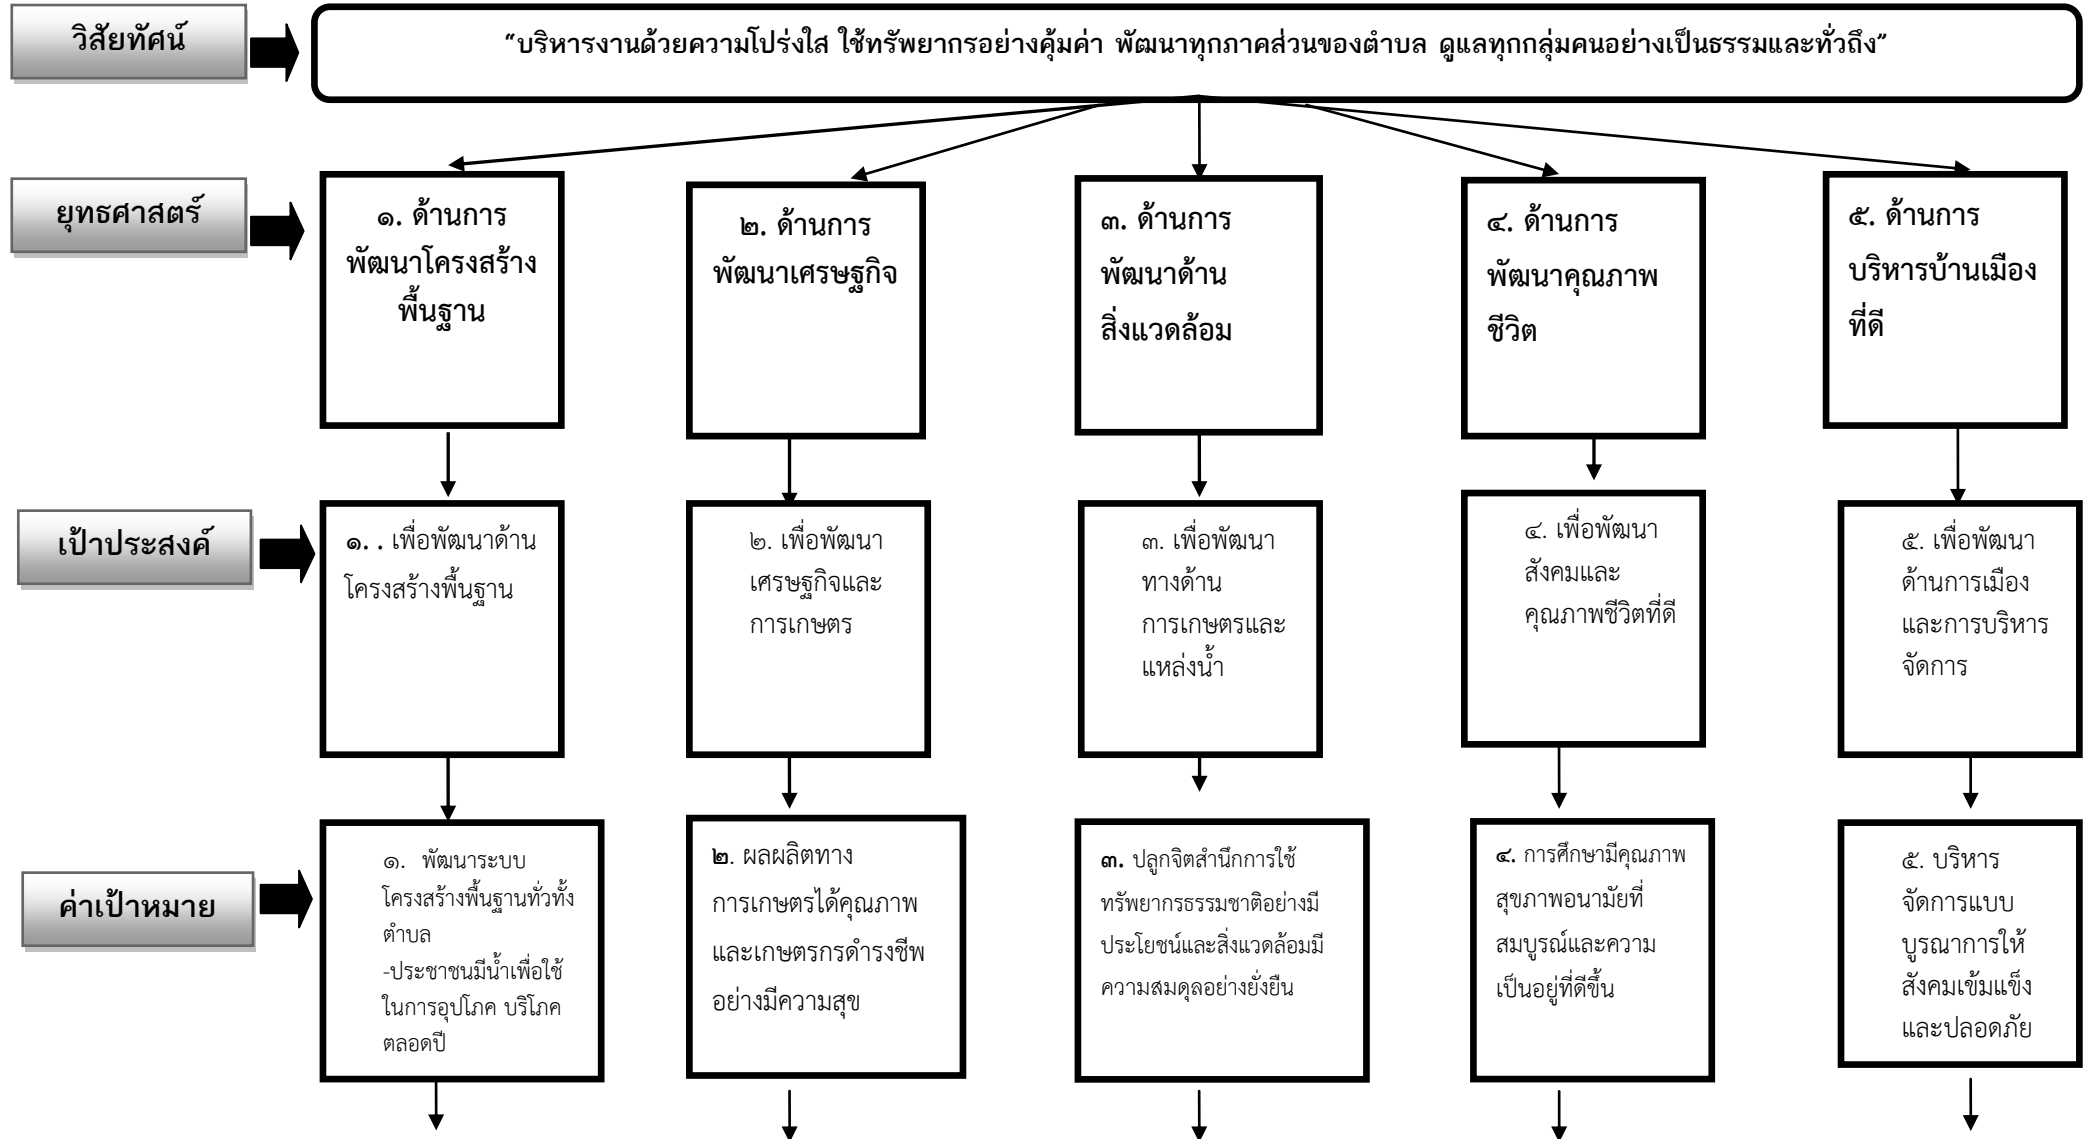 วิสัยทัศน์
“บริหารงานด้วยความโปร่งใส ใช้ทรัพยากรอย่างคุ้มค่า พัฒนาทุกภาคส่วนของตำบล ดูแลทุกกลุ่มคนอย่างเป็นธรรมและทั่วถึง”
ยุทธศาสตร์
๑. ด้านการ
พัฒนาโครงสร้าง
พื้นฐาน
๒. ด้านการ
พัฒนาเศรษฐกิจ
๓. ด้านการ
พัฒนาด้าน
สิ่งแวดล้อม
๔. ด้านการ
พัฒนาคุณภาพ
ชีวิต
๕. ด้านการ
บริหารบ้านเมือง
ที่ดี
เป้าประสงค์
๑. . เพื่อพัฒนาด้าน
โครงสร้างพื้นฐาน
๒. เพื่อพัฒนา
เศรษฐกิจและ
การเกษตร
๓. เพื่อพัฒนา
ทางด้าน
การเกษตรและ
แหล่งน้ำ
๔. เพื่อพัฒนา
สังคมและ
คุณภาพชีวิตที่ดี
๕. เพื่อพัฒนา
ด้านการเมือง
และการบริหาร
จัดการ
ค่าเป้าหมาย
๑. พัฒนาระบบ
โครงสร้างพื้นฐานทั่วทั้ง
ตำบล
-ประชาชนมีน้ำเพื่อใช้
ในการอุปโภค บริโภค
ตลอดปี
๒. ผลผลิตทาง
การเกษตรได้คุณภาพ
และเกษตรกรดำรงชีพ
อย่างมีความสุข
๓. ปลูกจิตสำนึกการใช้
ทรัพยากรธรรมชาติอย่างมี
ประโยชน์และสิ่งแวดล้อมมี
ความสมดุลอย่างยั่งยืน
๔. การศึกษามีคุณภาพ
สุขภาพอนามัยที่
สมบูรณ์และความ
เป็นอยู่ที่ดีขึ้น
๕. บริหาร
จัดการแบบ
บูรณาการให้
สังคมเข้มแข็ง
และปลอดภัย